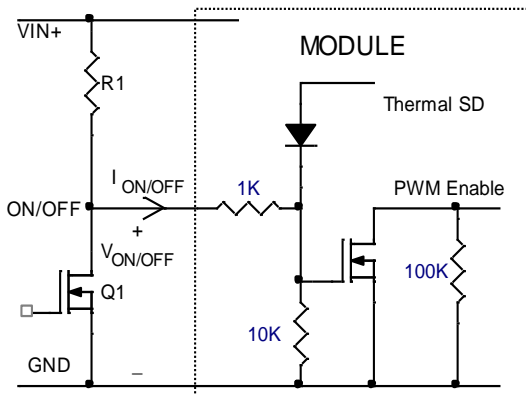 VIN+
MODULE
R1
Thermal SD
I ON/OFF
1K
PWM Enable
ON/OFF
+
V ON/OFF
Q1
100K
10K
GND
_